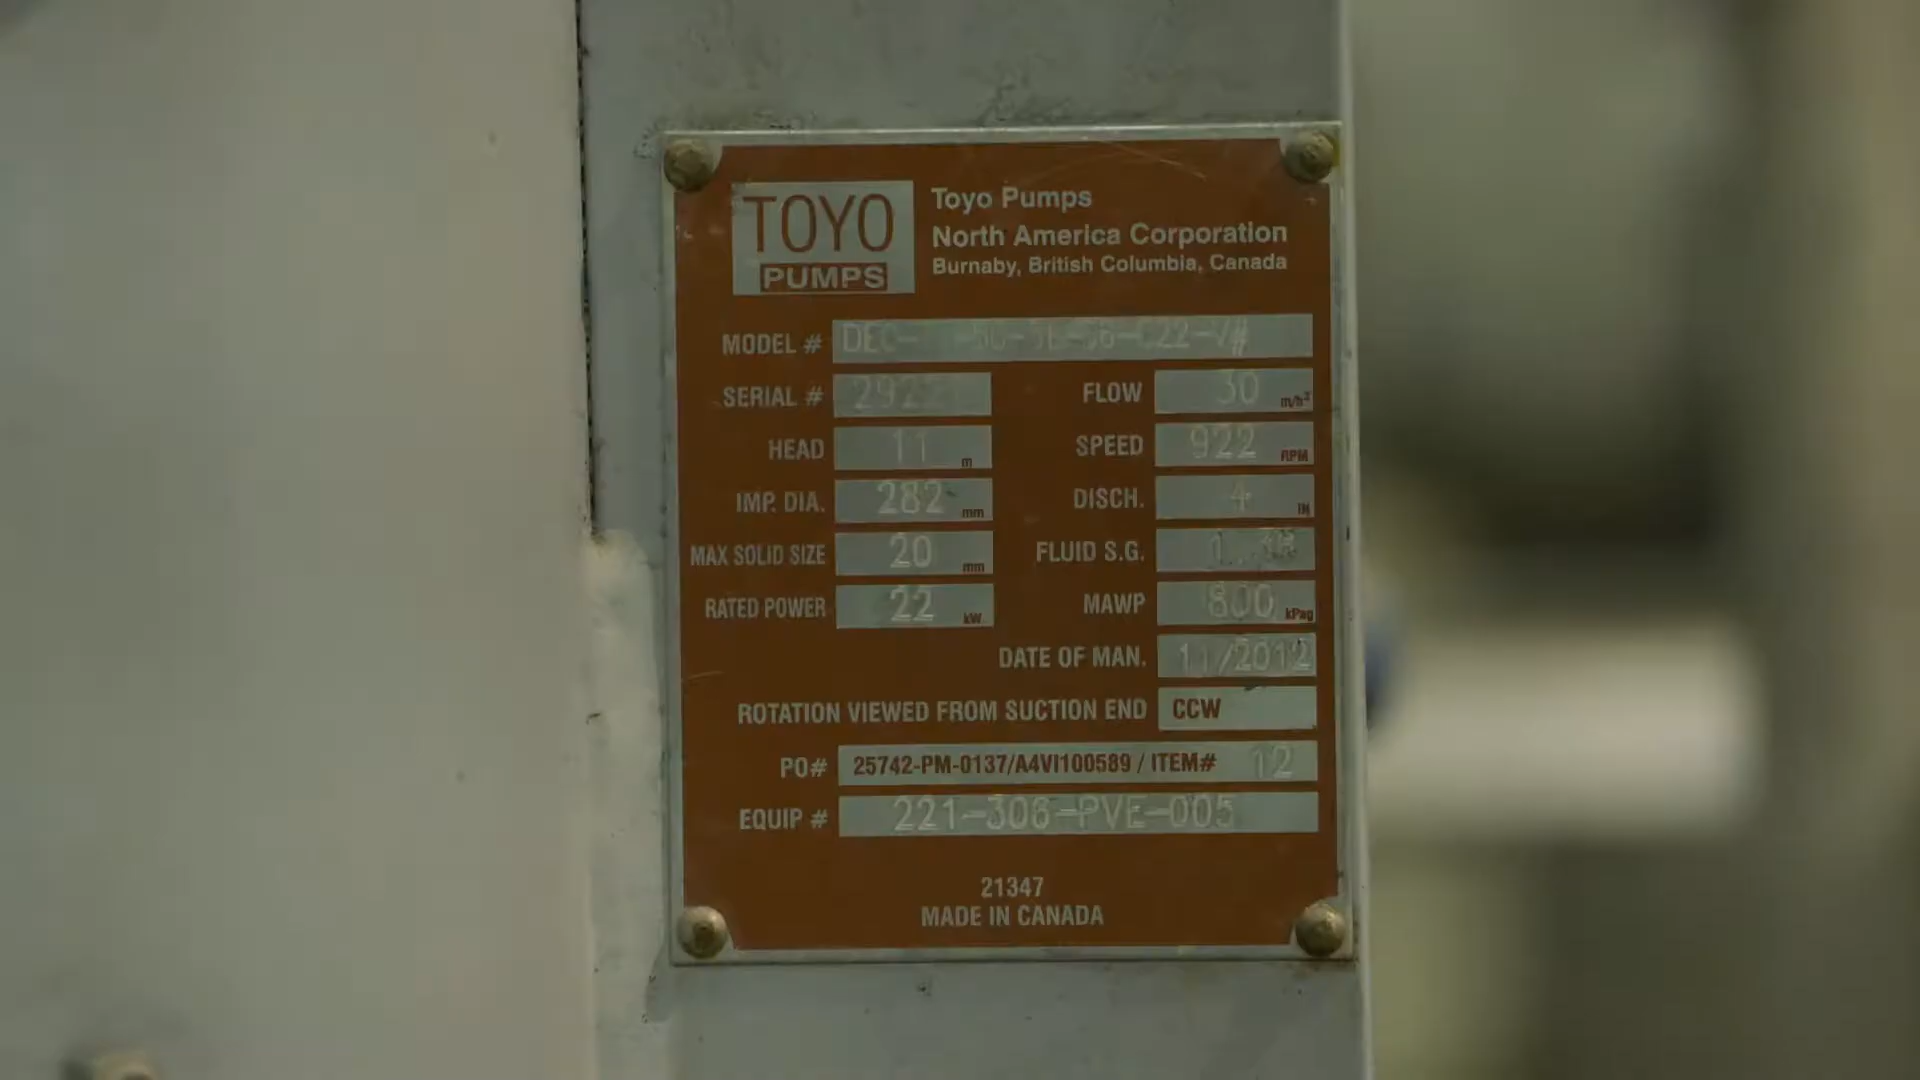 TOYO
PUMPS
Toyo Pumps
North America Corporation
Burnaby, British Columbia, Canada
MODEL #
SERIAL #
FLOW 30 m/h³
HEAD 11 m
SPEED 922 RPM
IMP. DIA. 282 mm
DISCH. 4 IN
MAX SOLID SIZE 20 mm
FLUID S.G.
RATED POWER 22 kW
MAWP 800 kPag
DATE OF MAN. 11/2012
ROTATION VIEWED FROM SUCTION END CCW
PO# 25742-PM-0137/A4VI100589 / ITEM# 12
EQUIP # 221-306-PVE-005
21347
MADE IN CANADA